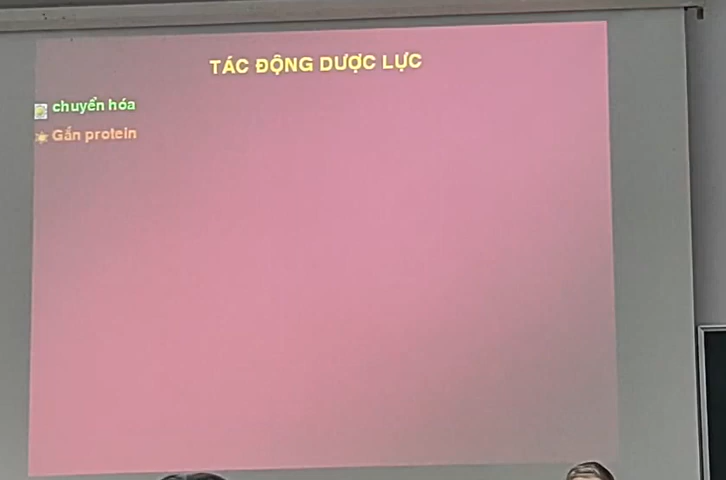 TÁC ĐỘNG DƯỢC LỰC
chuyển hóa
Gắn protein